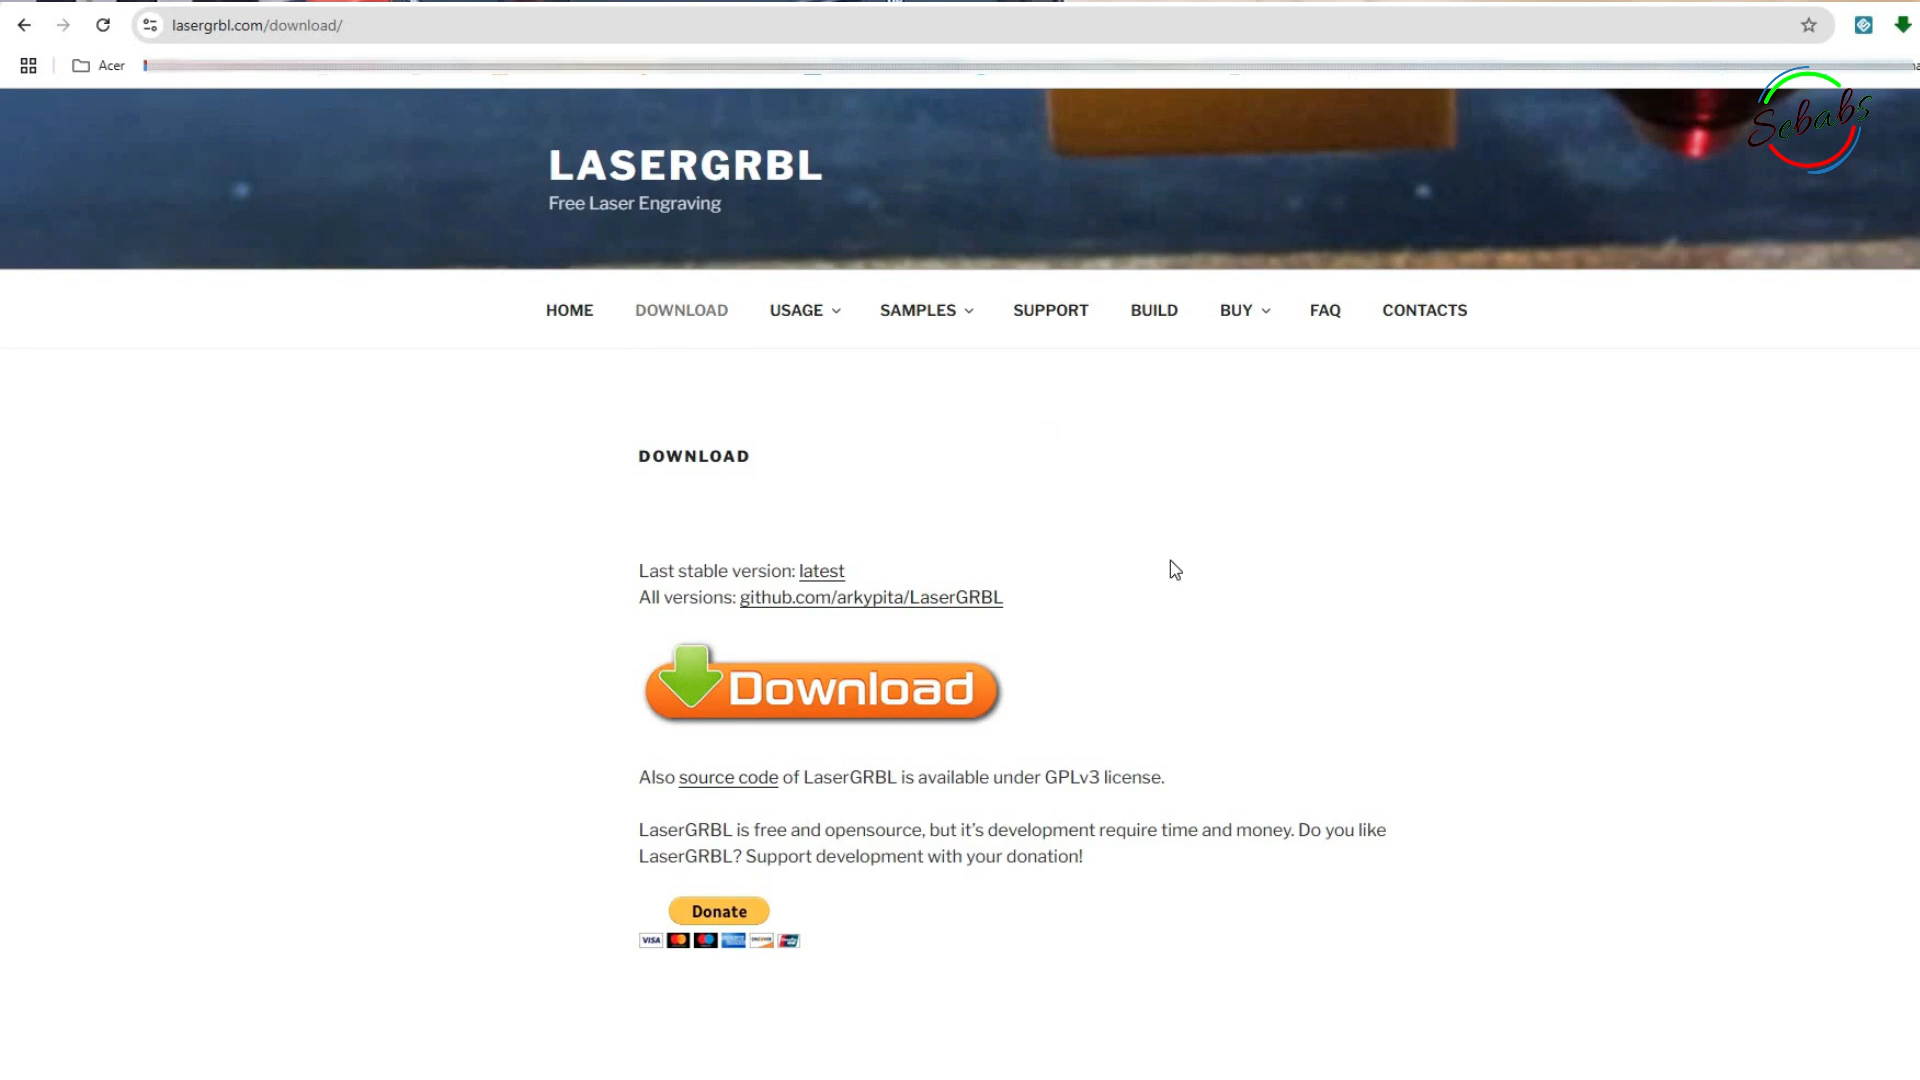 lasergrbl.com/download/
Acer
Sebabs
LASERGRBL
Free Laser Engraving
HOME DOWNLOAD USAGE SAMPLES SUPPORT BUILD BUY FAQ CONTACTS
DOWNLOAD
Last stable version: latest
All versions: github.com/arkypita/LaserGRBL
Download
Also source code of LaserGRBL is available under GPLv3 license.
LaserGRBL is free and opensource, but it's development require time and money. Do you like
LaserGRBL? Support development with your donation!
Donate
VISA